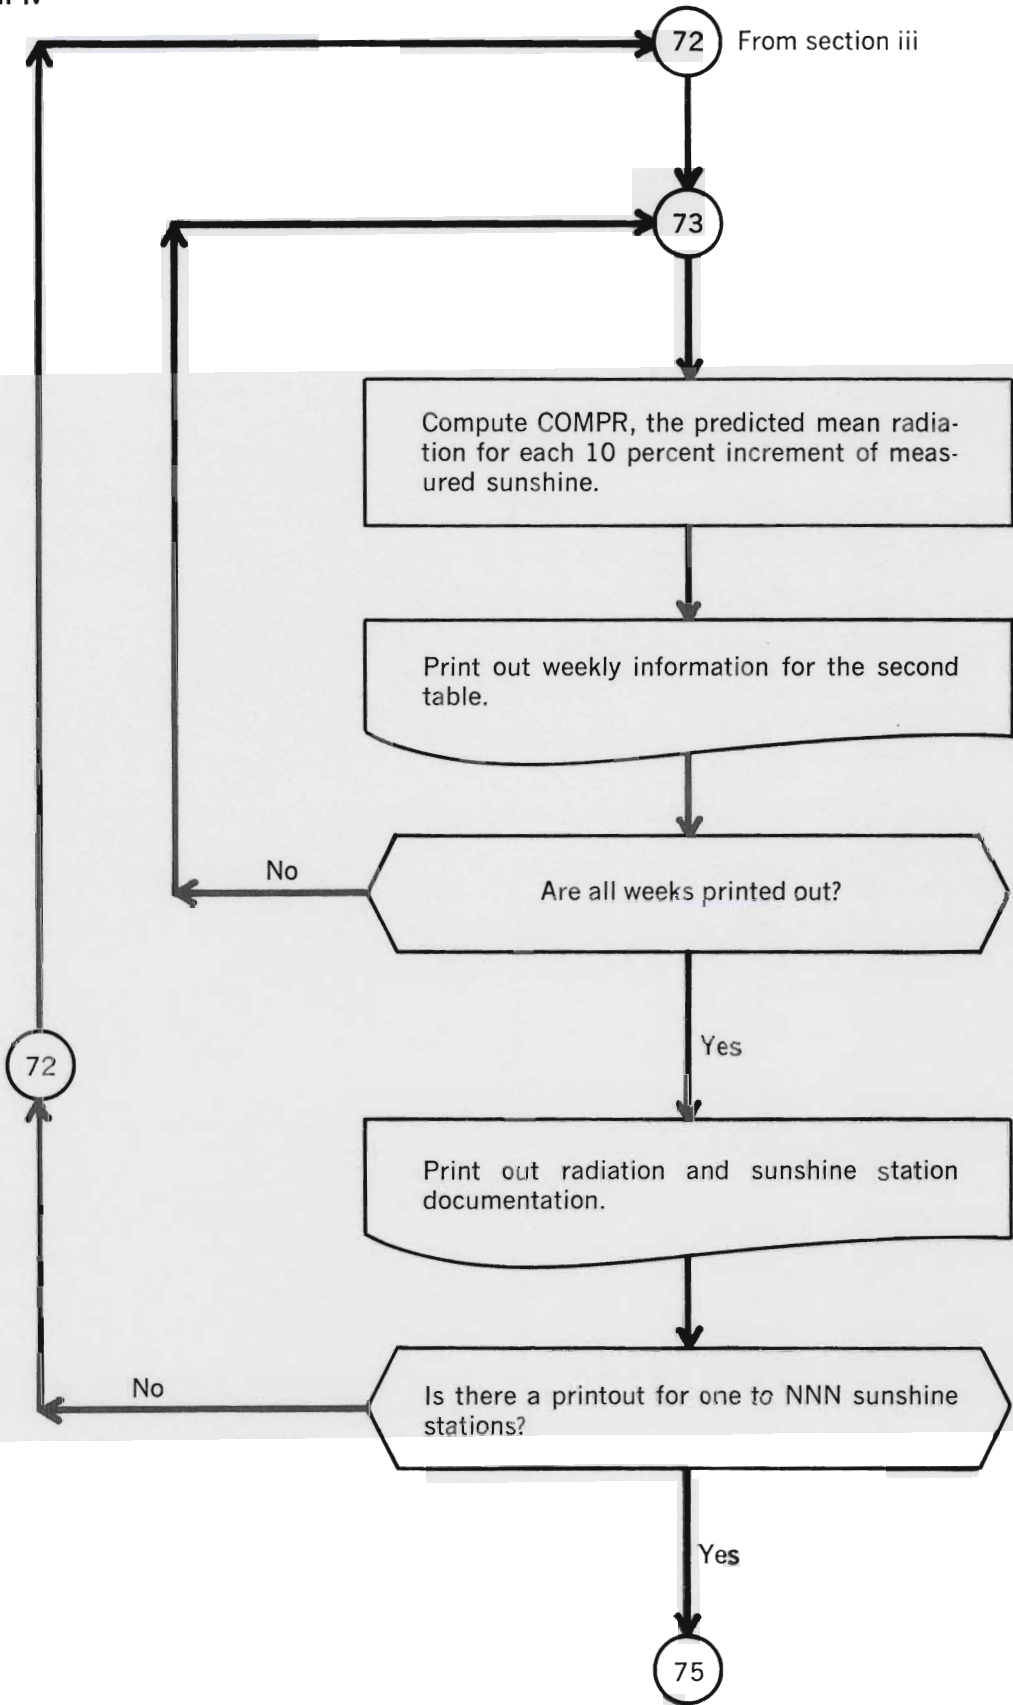 72 From section iii
73
Compute COMPR, the predicted mean radia-
tion for each 10 percent increment of meas-
ured sunshine.
Print out weekly information for the second
table.
No
Are all weeks printed out?
Yes
72
Print out radiation and sunshine station
documentation.
No
Is there a printout for one to NNN sunshine
stations?
Yes
75